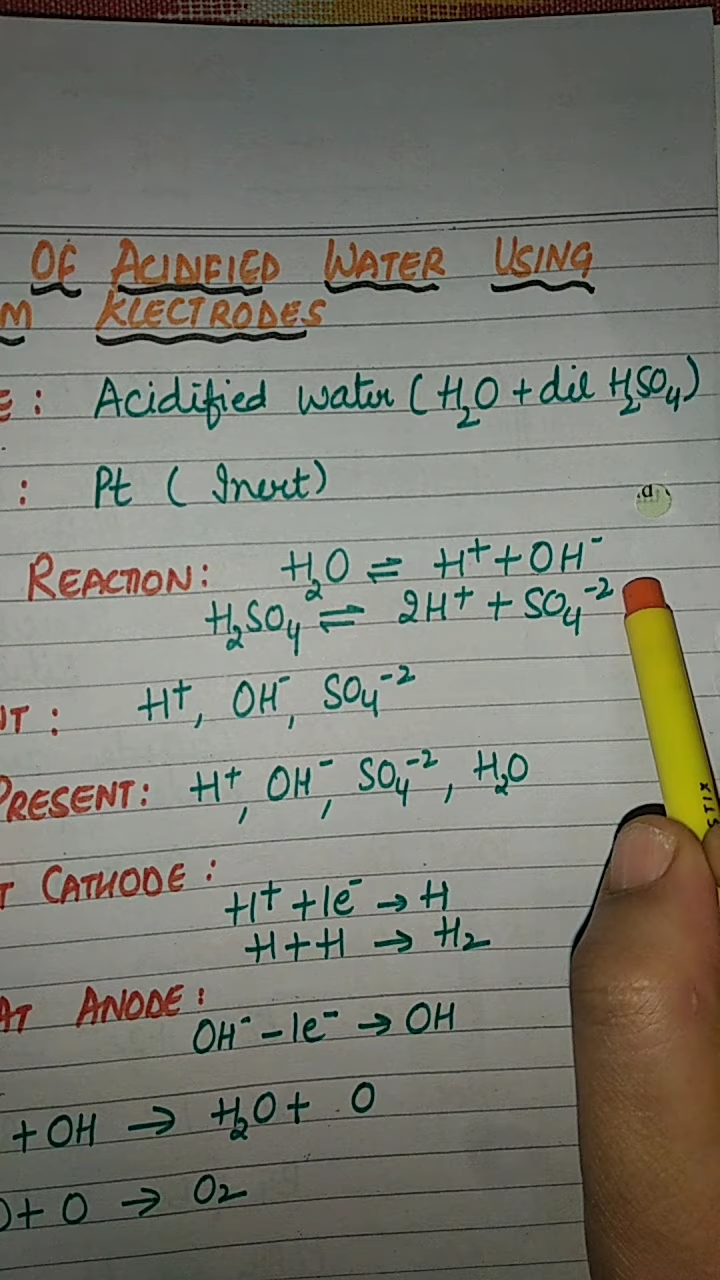 OF ACIDIFIED WATER USING
M ELECTRODES
E : Acidified water ( H₂O + dil H₂SO₄)
: Pt ( Inert)
REACTION: H₂O ⇌ H⁺ + OH⁻
H₂SO₄ ⇌ 2H⁺ + SO₄⁻²
NT : H⁺, OH⁻, SO₄⁻²
PRESENT: H⁺, OH⁻, SO₄⁻², H₂O
T CATHODE :
H⁺ + 1e⁻ → H
H + H → H₂
AT ANODE :
OH⁻ - 1e⁻ → OH
+ OH → H₂O + O
O + O → O₂
STIX